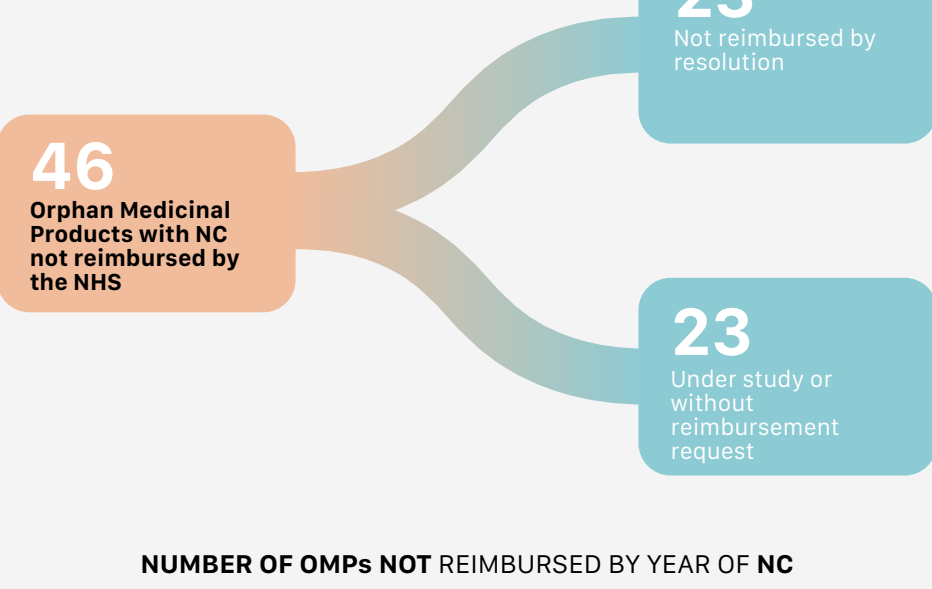 23
Not reimbursed by
resolution
46
Orphan Medicinal
Products with NC
not reimbursed by
the NHS
23
Under study or
without
reimbursement
request
NUMBER OF OMPs NOT REIMBURSED BY YEAR OF NC